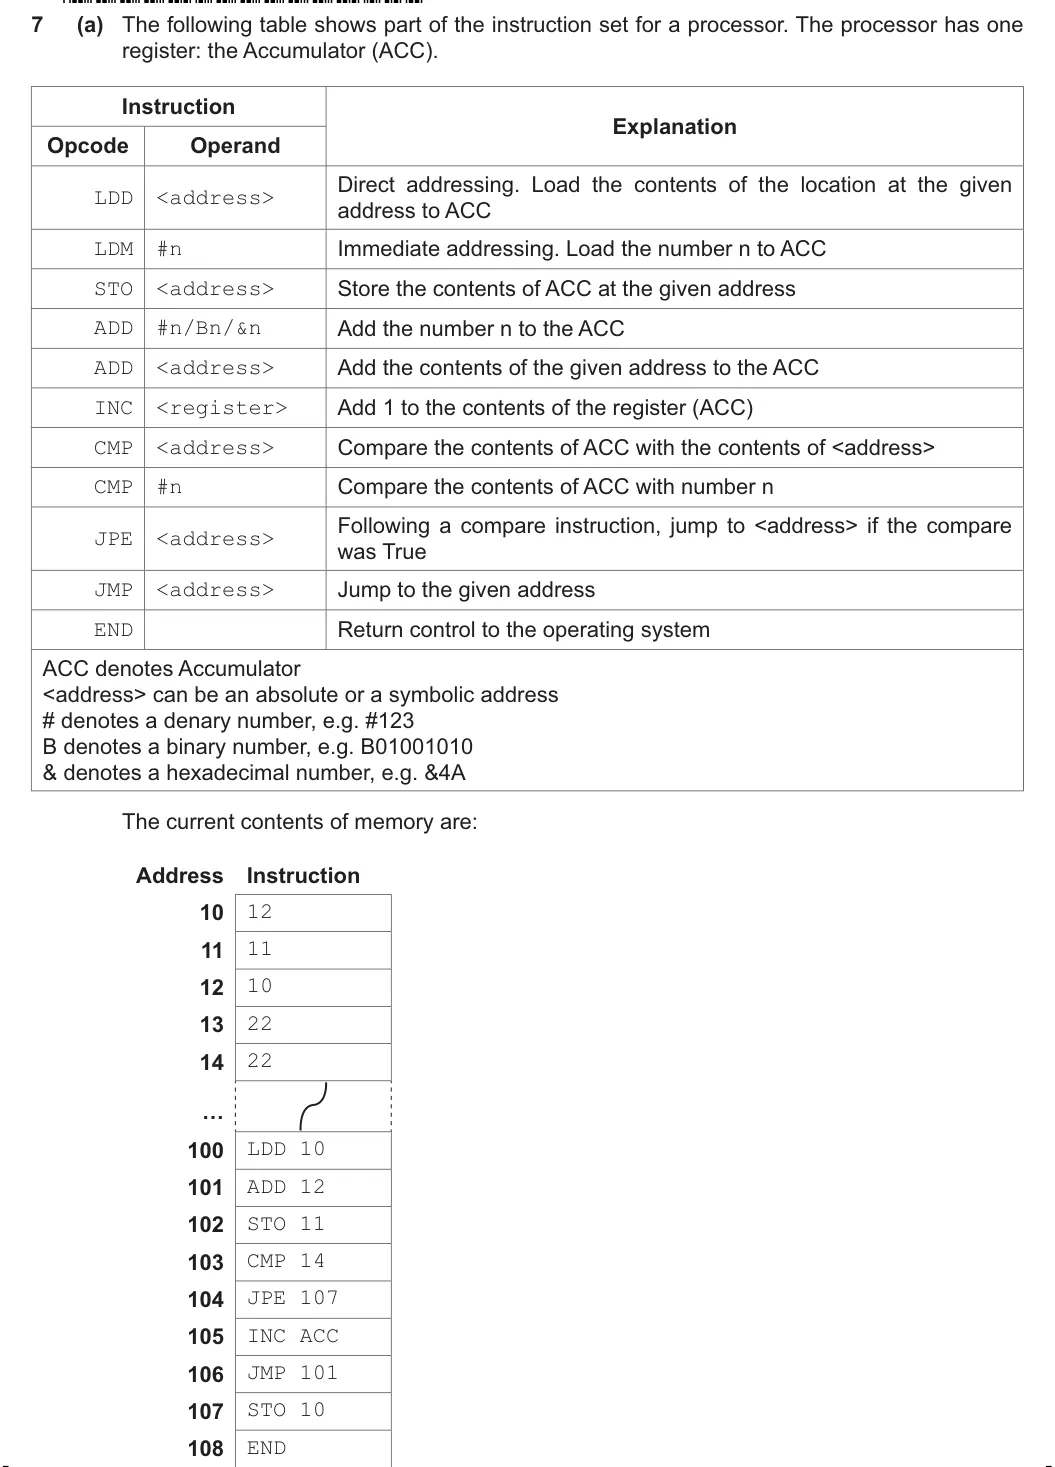 7 (a) The following table shows part of the instruction set for a processor. The processor has one
register: the Accumulator (ACC).
Instruction
Explanation
Opcode Operand
LDD <address> Direct addressing. Load the contents of the location at the given
address to ACC
LDM #n Immediate addressing. Load the number n to ACC
STO <address> Store the contents of ACC at the given address
ADD #n/Bn/&n Add the number n to the ACC
ADD <address> Add the contents of the given address to the ACC
INC <register> Add 1 to the contents of the register (ACC)
CMP <address> Compare the contents of ACC with the contents of <address>
CMP #n Compare the contents of ACC with number n
JPE <address> Following a compare instruction, jump to <address> if the compare
was True
JMP <address> Jump to the given address
END Return control to the operating system
ACC denotes Accumulator
<address> can be an absolute or a symbolic address
# denotes a denary number, e.g. #123
B denotes a binary number, e.g. B01001010
& denotes a hexadecimal number, e.g. &4A
The current contents of memory are:
Address Instruction
10 12
11 11
12 10
13 22
14 22
...
100 LDD 10
101 ADD 12
102 STO 11
103 CMP 14
104 JPE 107
105 INC ACC
106 JMP 101
107 STO 10
108 END